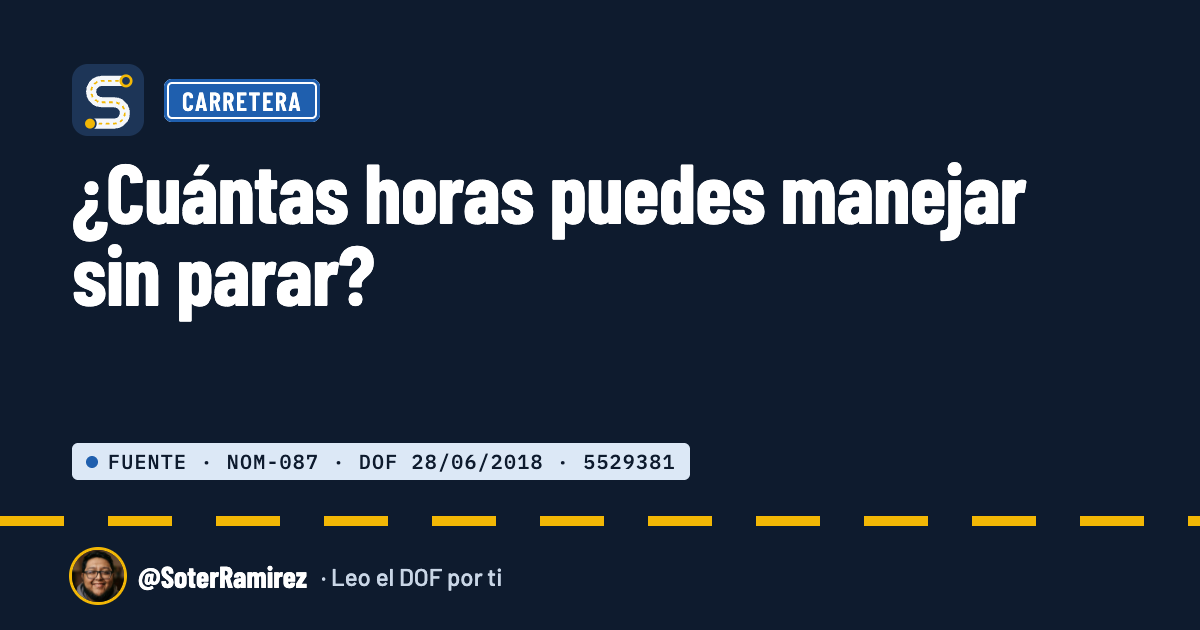 CARRETERA
¿Cuántas horas puedes manejar
sin parar?
FUENTE · NOM-087 · DOF 28/06/2018 · 5529381
@SoterRamirez · Leo el DOF por ti